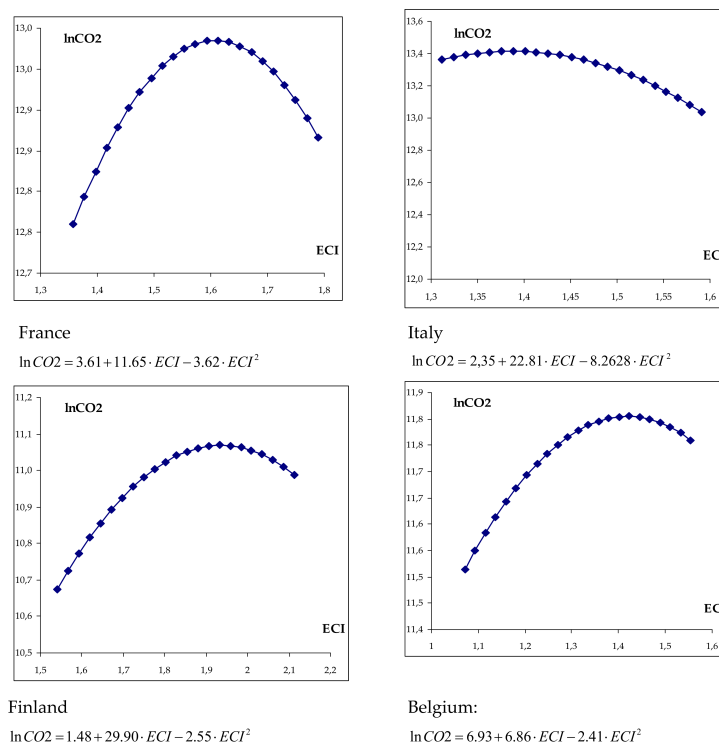 lnCO2
13,0
13,0
12,9
12,9
12,8
12,8
12,7
ECI
1,3 1,4 1,5 1,6 1,7 1,8
France
ln CO2 = 3.61+11.65· ECI − 3.62· ECI²
lnCO2
13,6
13,4
13,2
13,0
12,8
12,6
12,4
12,2
12,0
EC
1,3 1,35 1,4 1,45 1,5 1,55 1,6
Italy
ln CO2 = 2,35 + 22.81· ECI − 8.2628· ECI²
lnCO2
11,2
11,1
11,0
10,9
10,8
10,7
10,6
10,5
ECI
1,5 1,6 1,7 1,8 1,9 2 2,1 2,2
Finland
ln CO2 = 1.48 + 29.90· ECI − 2.55· ECI²
lnCO2
11,9
11,8
11,8
11,7
11,7
11,6
11,6
11,5
11,5
11,4
EC
1 1,1 1,2 1,3 1,4 1,5 1,6
Belgium:
ln CO2 = 6.93 + 6.86· ECI − 2.41· ECI²